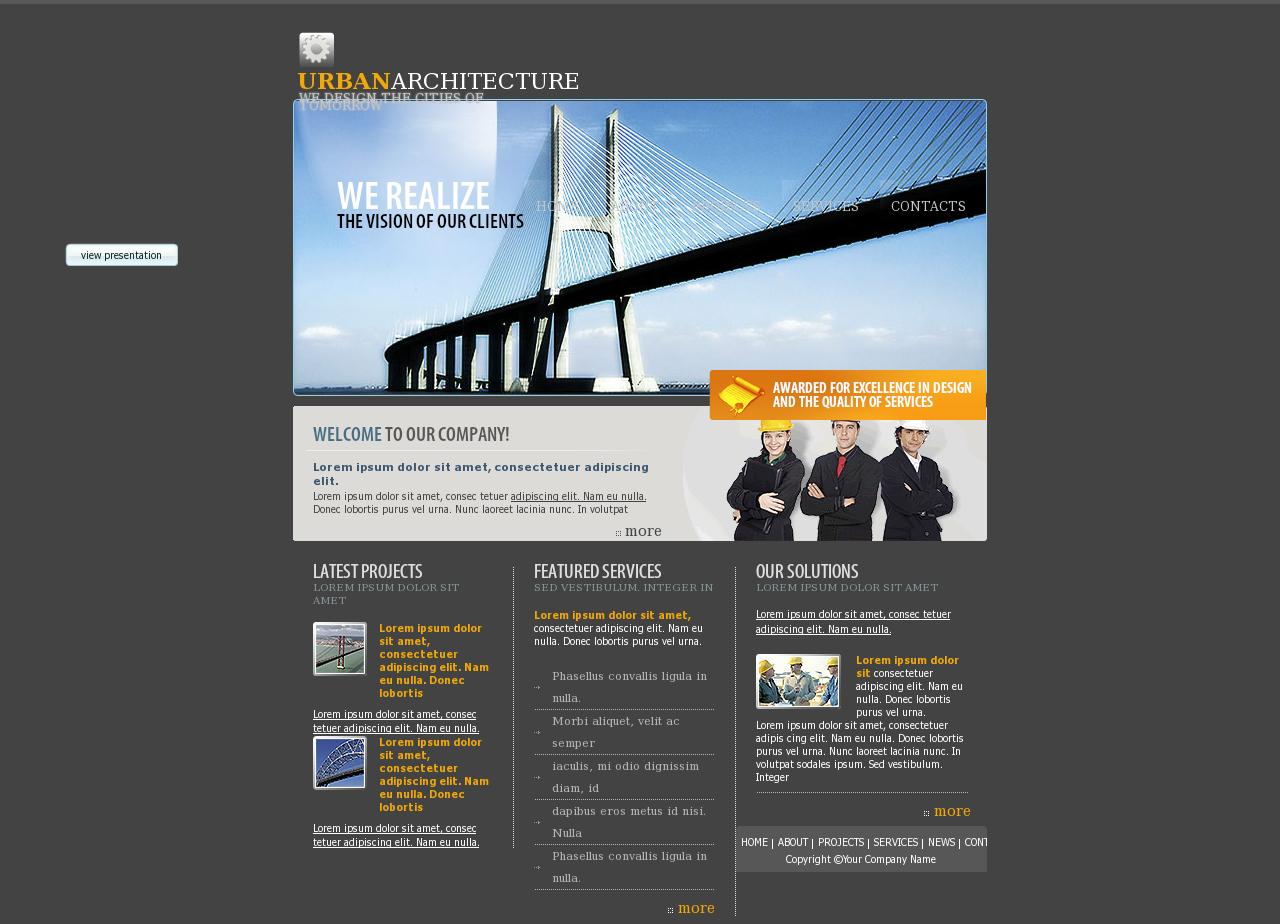 URBANARCHITECTURE
WE DESIGN THE CITIES OF
TOMORROW
WE REALIZE
THE VISION OF OUR CLIENTS
HOME
SERVICES
CONTACTS
view presentation
AWARDED FOR EXCELLENCE IN DESIGN
AND THE QUALITY OF SERVICES
WELCOME TO OUR COMPANY!
Lorem ipsum dolor sit amet, consectetuer adipiscing
elit.
Lorem ipsum dolor sit amet, consec tetuer adipiscing elit. Nam eu nulla.
Donec lobortis purus vel urna. Nunc laoreet lacinia nunc. In volutpat
more
LATEST PROJECTS
LOREM IPSUM DOLOR SIT
AMET
Lorem ipsum dolor
sit amet,
consectetuer
adipiscing elit. Nam
eu nulla. Donec
lobortis
Lorem ipsum dolor sit amet, consec
tetuer adipiscing elit. Nam eu nulla.
Lorem ipsum dolor
sit amet,
consectetuer
adipiscing elit. Nam
eu nulla. Donec
lobortis
Lorem ipsum dolor sit amet, consec
tetuer adipiscing elit. Nam eu nulla.
FEATURED SERVICES
SED VESTIBULUM. INTEGER IN
Lorem ipsum dolor sit amet,
consectetuer adipiscing elit. Nam eu
nulla. Donec lobortis purus vel urna.
Phasellus convallis ligula in
nulla.
Morbi aliquet, velit ac
semper
iaculis, mi odio dignissim
diam, id
dapibus eros metus id nisi.
Nulla
Phasellus convallis ligula in
nulla.
more
OUR SOLUTIONS
LOREM IPSUM DOLOR SIT AMET
Lorem ipsum dolor sit amet, consec tetuer
adipiscing elit. Nam eu nulla.
Lorem ipsum dolor
sit consectetuer
adipiscing elit. Nam eu
nulla. Donec lobortis
purus vel urna.
Lorem ipsum dolor sit amet, consectetuer
adipis cing elit. Nam eu nulla. Donec lobortis
purus vel urna. Nunc laoreet lacinia nunc. In
volutpat sodales ipsum. Sed vestibulum.
Integer
more
HOME | ABOUT | PROJECTS | SERVICES | NEWS | CONT
Copyright ©Your Company Name